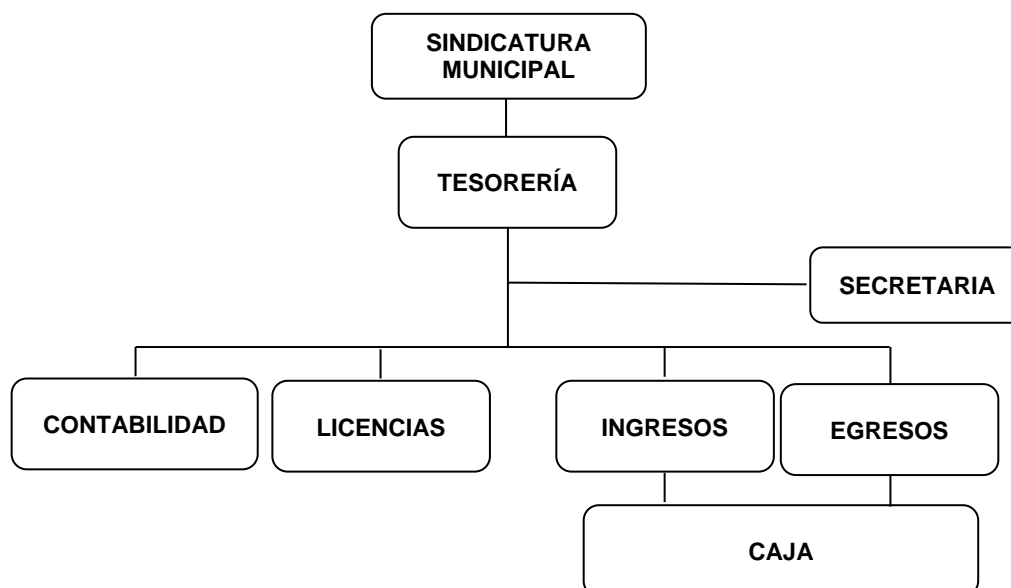 SINDICATURA
MUNICIPAL
TESORERÍA
SECRETARIA
CONTABILIDAD
LICENCIAS
INGRESOS
EGRESOS
CAJA